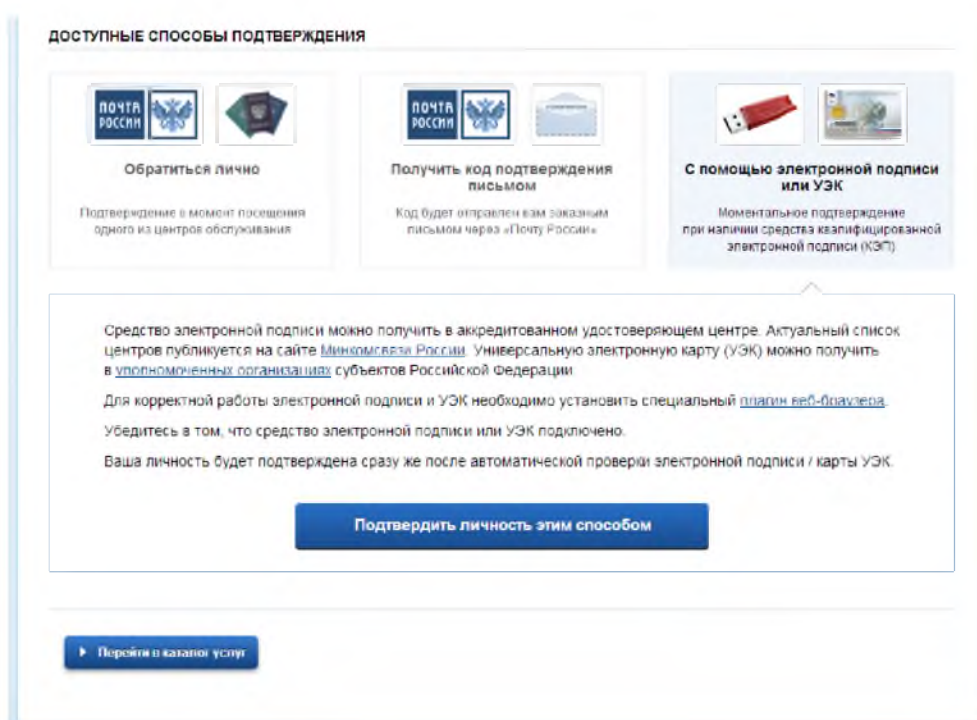 ДОСТУПНЫЕ СПОСОБЫ ПОДТВЕРЖДЕНИЯ
ПОЧТА
РОССИИ
Обратиться лично
Подтверждение в момент посещения
одного из центров обслуживания
ПОЧТА
РОССИИ
Получить код подтверждения
письмом
Код будет отправлен вам заказным
письмом через «Почту России»
С помощью электронной подписи
или УЭК
Моментальное подтверждение
при наличии средства квалифицированной
электронной подписи (КЭП)
Средство электронной подписи можно получить в аккредитованном удостоверяющем центре. Актуальный список
центров публикуется на сайте Минкомсвязи России. Универсальную электронную карту (УЭК) можно получить
в уполномоченных организациях субъектов Российской Федерации
Для корректной работы электронной подписи и УЭК необходимо установить специальный плагин веб-браузера.
Убедитесь в том, что средство электронной подписи или УЭК подключено.
Ваша личность будет подтверждена сразу же после автоматической проверки электронной подписи / карты УЭК.
Подтвердить личность этим способом
Перейти в каталог услуг